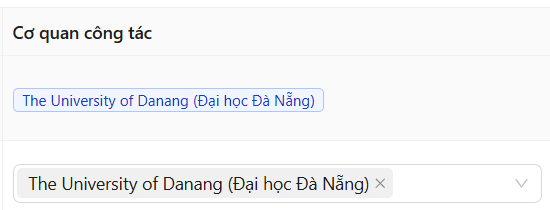 Cơ quan công tác
The University of Danang (Đại học Đà Nẵng)
The University of Danang (Đại học Đà Nẵng)